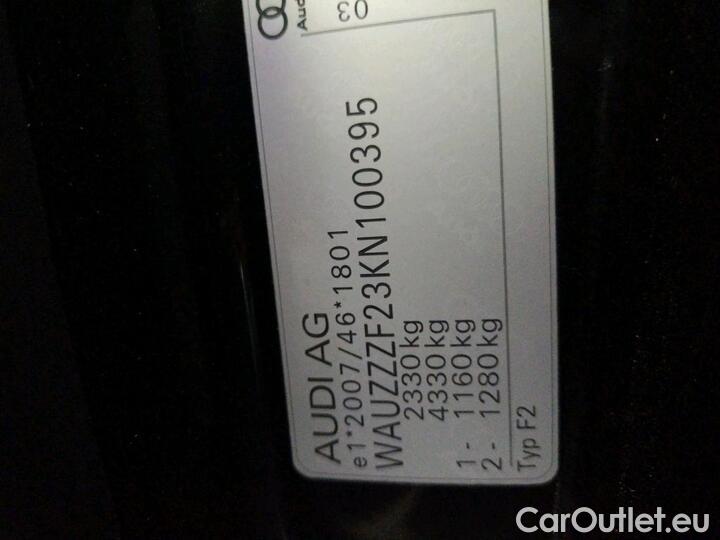 Audi
AUDI AG
e1*2007/46*1801
WAUZZZF23KN100395
2330 kg
4330 kg
1 - 1160 kg
2 - 1280 kg
Typ F2
CarOutlet.eu